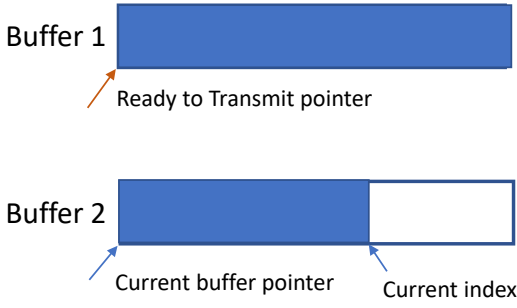 Buffer 1
Ready to Transmit pointer
Buffer 2
Current buffer pointer
Current index